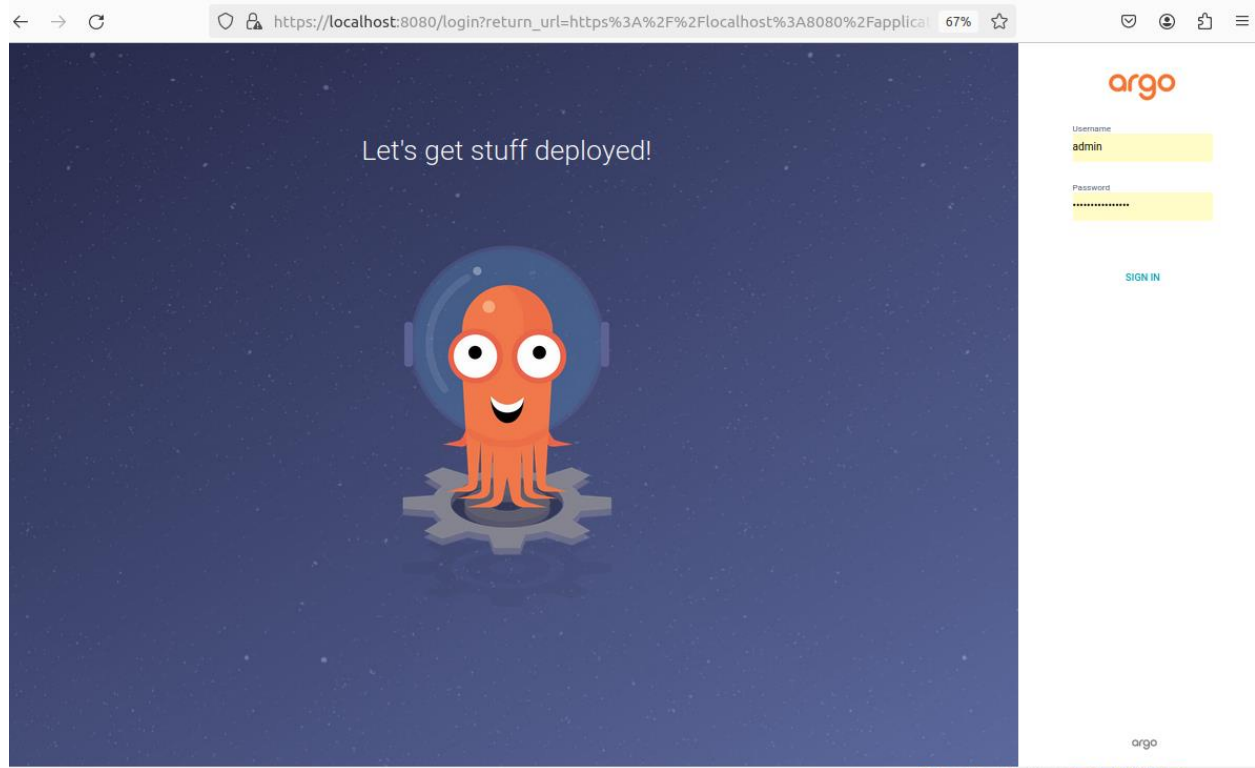 https://localhost:8080/login?return_url=https%3A%2F%2Flocalhost%3A8080%2Fapplicat
67%
Let's get stuff deployed!
argo
Username
admin
Password
••••••••••••••••
SIGN IN
argo